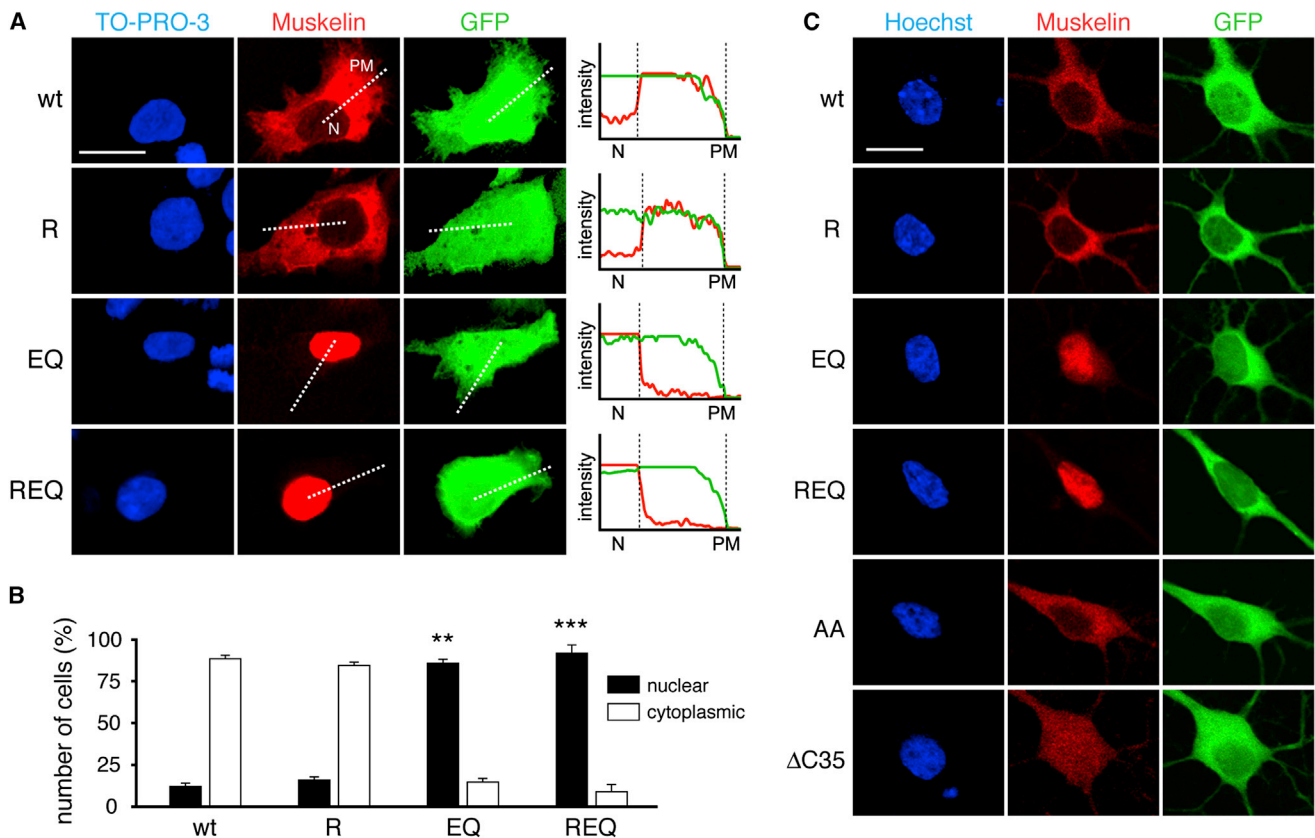 A
TO-PRO-3 Muskelin GFP
wt
PM
N
intensity
N PM
R
intensity
N PM
EQ
intensity
N PM
REQ
intensity
N PM
B
number of cells (%)
100
75
50
25
0
** ***
nuclear
cytoplasmic
wt R EQ REQ
C
Hoechst Muskelin GFP
wt
R
EQ
REQ
AA
ΔC35